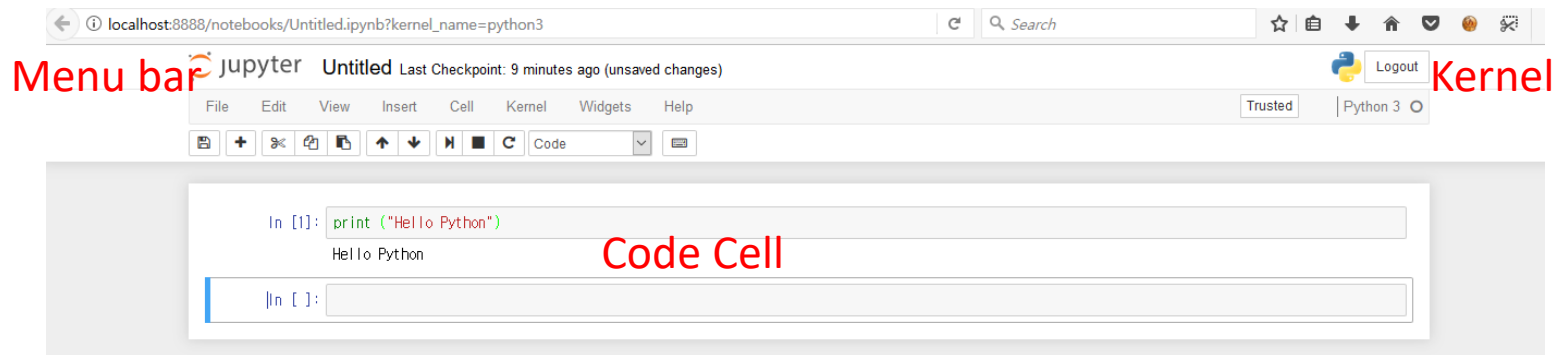 localhost:8888/notebooks/Untitled.ipynb?kernel_name=python3 Search
Menu bar jupyter Untitled Last Checkpoint: 9 minutes ago (unsaved changes) Logout Kernel
File Edit View Insert Cell Kernel Widgets Help Trusted Python 3
Code
In [1]: print ("Hello Python")
Hello Python
Code Cell
In [ ]: